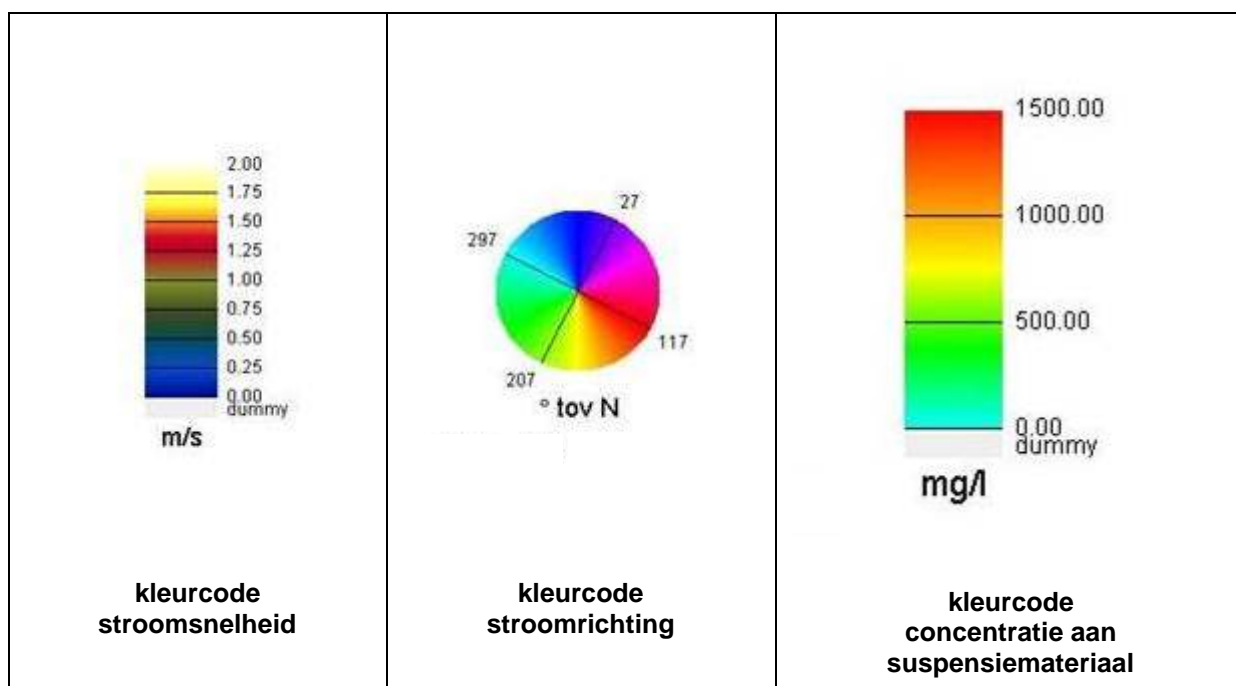 2.00
1.75
1.50
1.25
1.00
0.75
0.50
0.25
0.00
dummy
m/s
kleurcode
stroomsnelheid
27
297
117
207
° tov N
kleurcode
stroomrichting
1500.00
1000.00
500.00
0.00
dummy
mg/l
kleurcode
concentratie aan
suspensiemateriaal